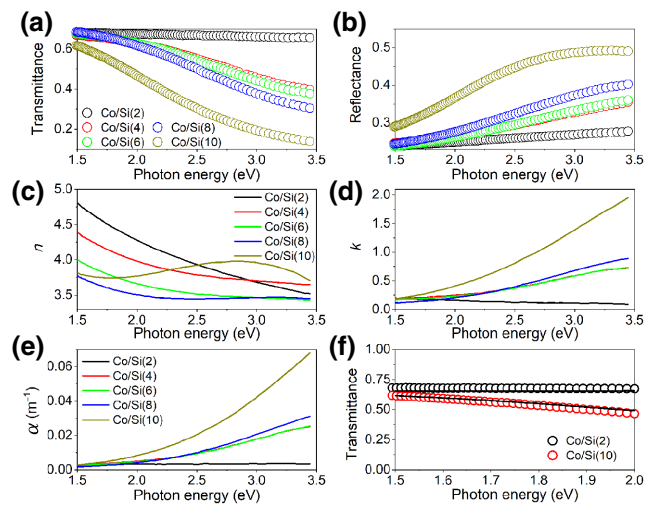 (a)
Transmittance
0.6
0.4
0.2
Co/Si(2)
Co/Si(4)
Co/Si(8)
Co/Si(6)
Co/Si(10)
1.5 2.0 2.5 3.0 3.5
Photon energy (eV)
(b)
Reflectance
0.5
0.4
0.3
1.5 2.0 2.5 3.0 3.5
Photon energy (eV)
(c)
n
5.0
4.5
4.0
3.5
Co/Si(2)
Co/Si(4)
Co/Si(6)
Co/Si(8)
Co/Si(10)
1.5 2.0 2.5 3.0 3.5
Photon energy (eV)
(d)
k
2.0
1.5
1.0
0.5
0.0
1.5 2.0 2.5 3.0 3.5
Photon energy (eV)
(e)
α (m⁻¹)
0.06
0.04
0.02
0.00
Co/Si(2)
Co/Si(4)
Co/Si(6)
Co/Si(8)
Co/Si(10)
1.5 2.0 2.5 3.0 3.5
Photon energy (eV)
(f)
Transmittance
1.00
0.75
0.50
0.25
0.00
Co/Si(2)
Co/Si(10)
1.5 1.6 1.7 1.8 1.9 2.0
Photon energy (eV)